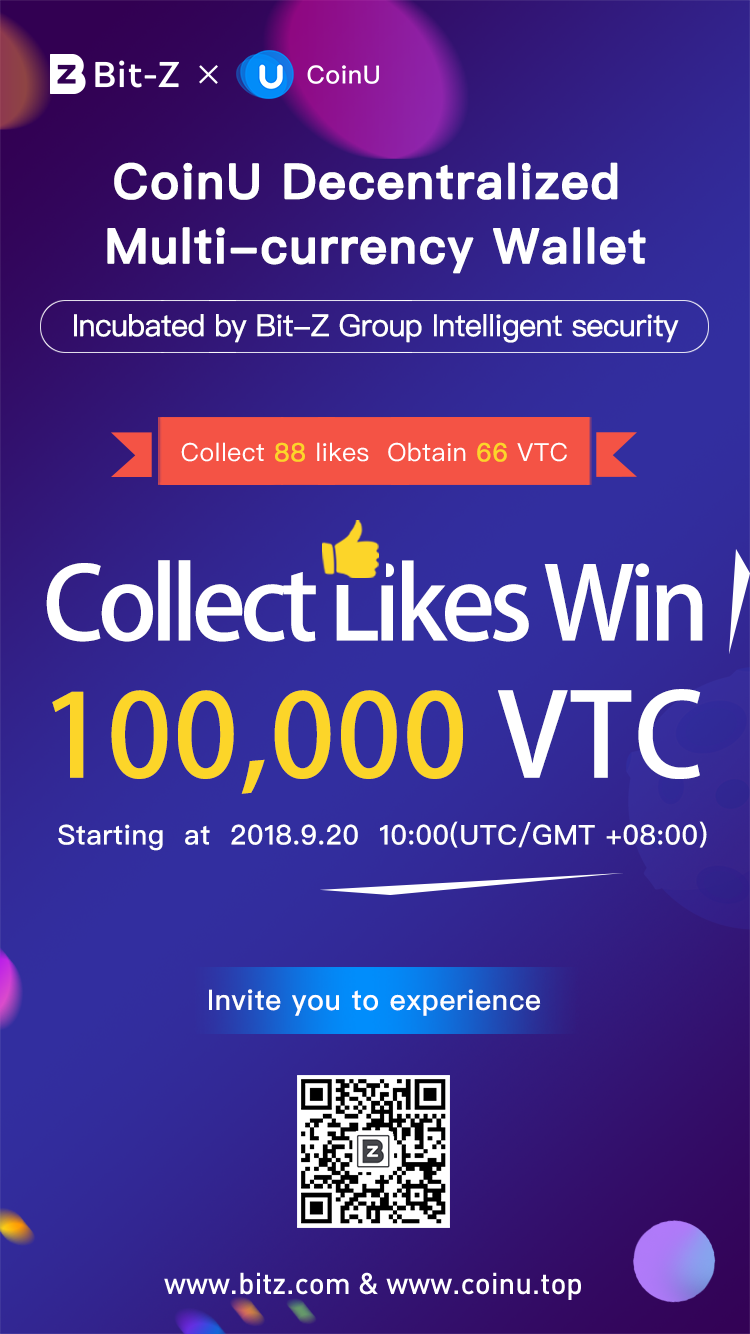 Bit-Z × CoinU
CoinU Decentralized
Multi-currency Wallet
Incubated by Bit-Z Group Intelligent security
Collect 88 likes Obtain 66 VTC
Collect Likes Win
100,000 VTC
Starting at 2018.9.20 10:00(UTC/GMT +08:00)
Invite you to experience
www.bitz.com & www.coinu.top